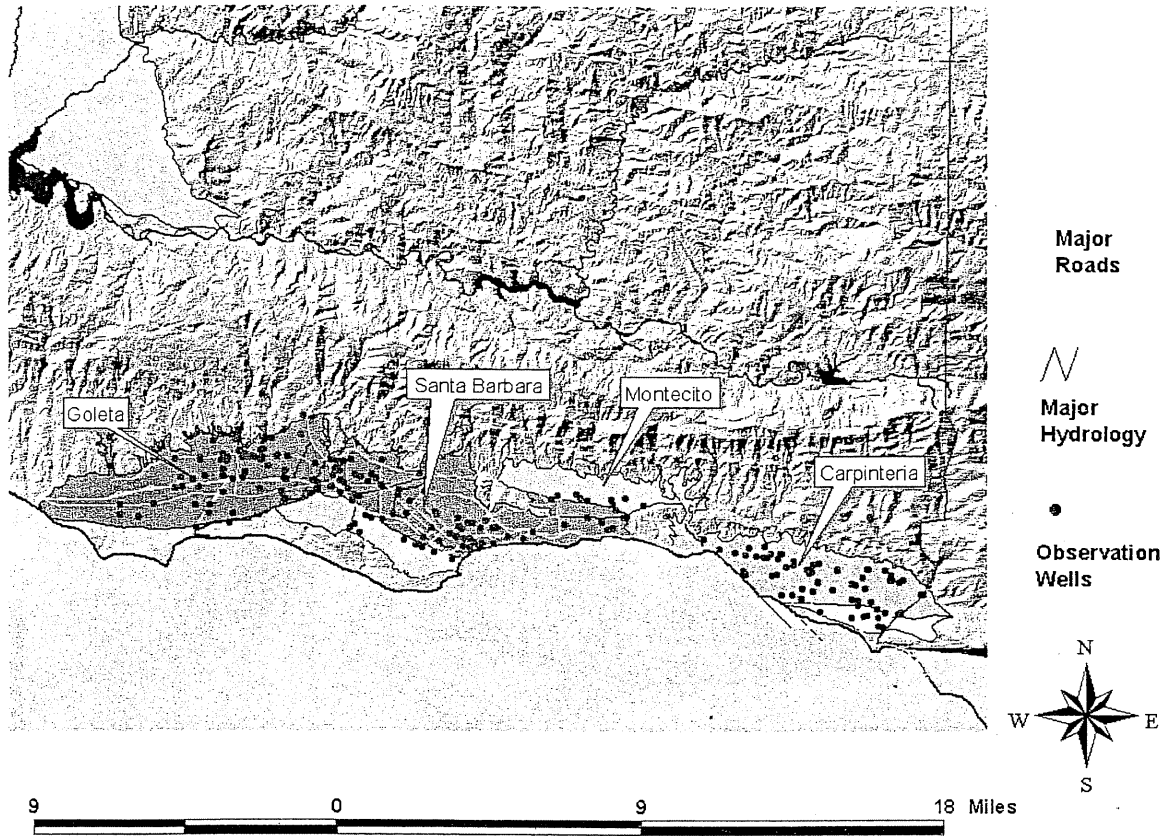 Goleta
Santa Barbara
Montecito
Carpinteria
Major
Roads
Major
Hydrology
Observation
Wells
N
W
E
S
9
0
9
18
Miles